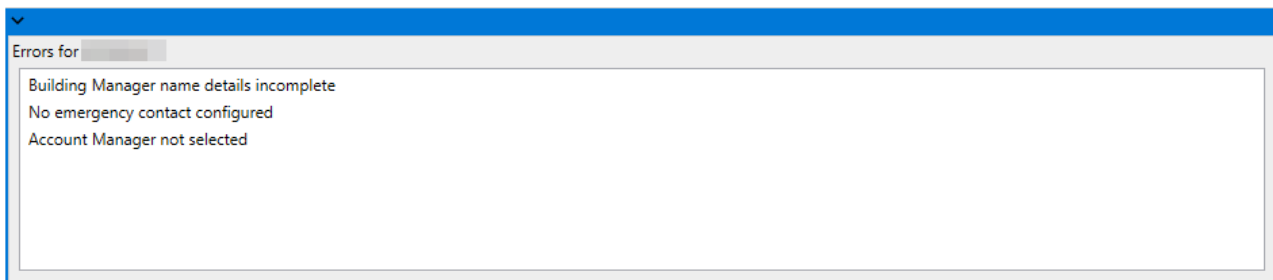 Errors for
Building Manager name details incomplete
No emergency contact configured
Account Manager not selected